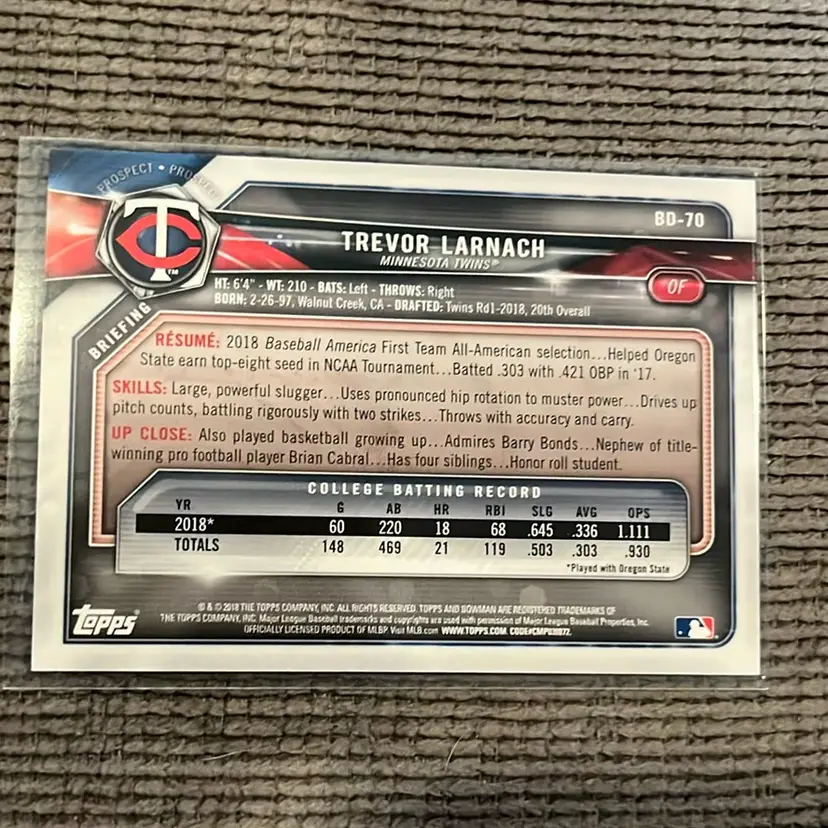 PROSPECT • PROSPECT
TC
TM
BD-70
TREVOR LARNACH
MINNESOTA TWINS®
OF
HT: 6'4" - WT: 210 - BATS: Left - THROWS: Right
BORN: 2-26-97, Walnut Creek, CA - DRAFTED: Twins Rd1-2018, 20th Overall
BRIEFING
RÉSUMÉ: 2018 Baseball America First Team All-American selection...Helped Oregon
State earn top-eight seed in NCAA Tournament...Batted .303 with .421 OBP in '17.
SKILLS: Large, powerful slugger...Uses pronounced hip rotation to muster power...Drives up
pitch counts, battling rigorously with two strikes...Throws with accuracy and carry.
UP CLOSE: Also played basketball growing up...Admires Barry Bonds...Nephew of title-
winning pro football player Brian Cabral...Has four siblings...Honor roll student.
COLLEGE BATTING RECORD
YR G AB HR RBI SLG AVG OPS
2018* 60 220 18 68 .645 .336 1.111
TOTALS 148 469 21 119 .503 .303 .930
*Played with Oregon State
TOPPS®
® & © 2018 THE TOPPS COMPANY, INC. ALL RIGHTS RESERVED. TOPPS AND BOWMAN ARE REGISTERED TRADEMARKS OF
THE TOPPS COMPANY, INC. Major League Baseball trademarks and copyrights are used with permission of Major League Baseball Properties, Inc.
OFFICIALLY LICENSED PRODUCT OF MLBP. Visit MLB.com WWW.TOPPS.COM.